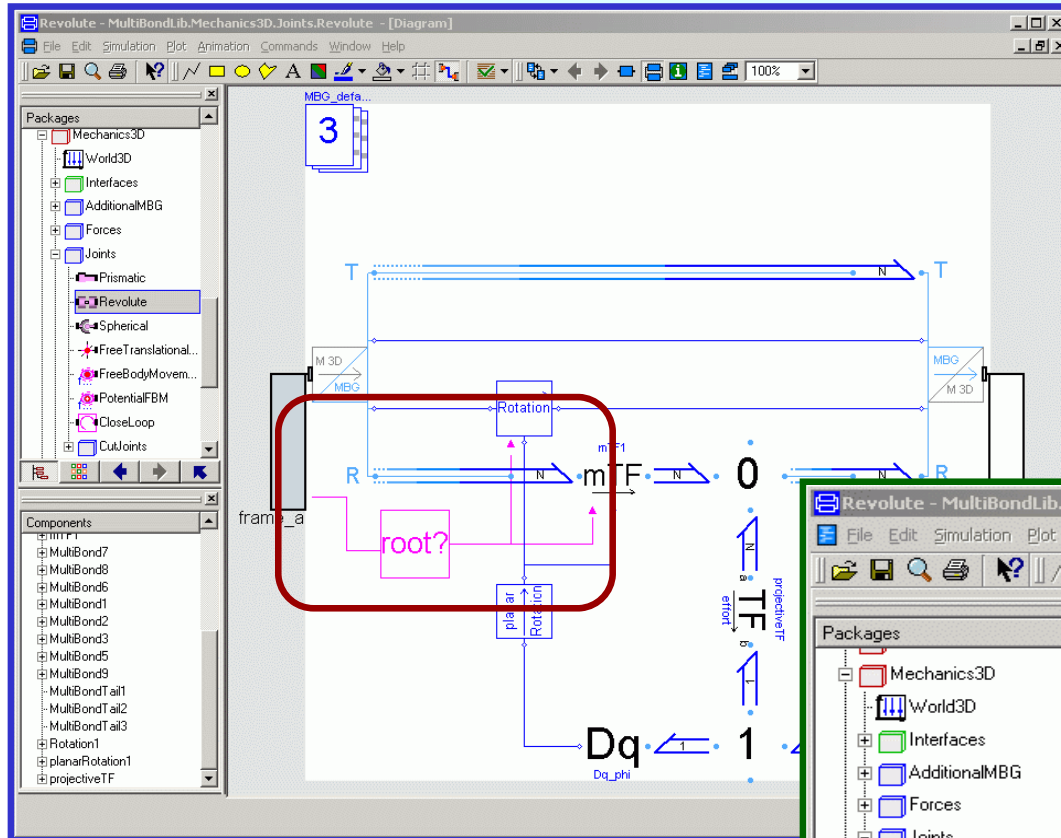 Revolute - MultiBondLib.Mechanics3D.Joints.Revolute - [Diagram]
File Edit Simulation Plot Animation Commands Window Help
A 100%
Packages
Mechanics3D
World3D
Interfaces
AdditionalMBG
Forces
Joints
Prismatic
Revolute
Spherical
FreeTranslational...
FreeBodyMovem...
PotentialFBM
CloseLoop
CutJoints
Components
MultiBond7
MultiBond8
MultiBond6
MultiBond1
MultiBond2
MultiBond3
MultiBond5
MultiBond9
MultiBondTail1
MultiBondTail2
MultiBondTail3
Rotation1
planarRotation1
projectiveTF
MBG_defa...
3
T N T
M 3D
MBG
MBG
M 3D
Rotation
mTF1
R N mTF N 0 N R
frame_a
root?
N
a
planar
Rotation
effort
TF
projectiveTF
b
1
Dq 1 1
Dq_phi
Revolute - MultiBondLib.
File Edit Simulation Plot
Packages
Mechanics3D
World3D
Interfaces
AdditionalMBG
Forces
Joints